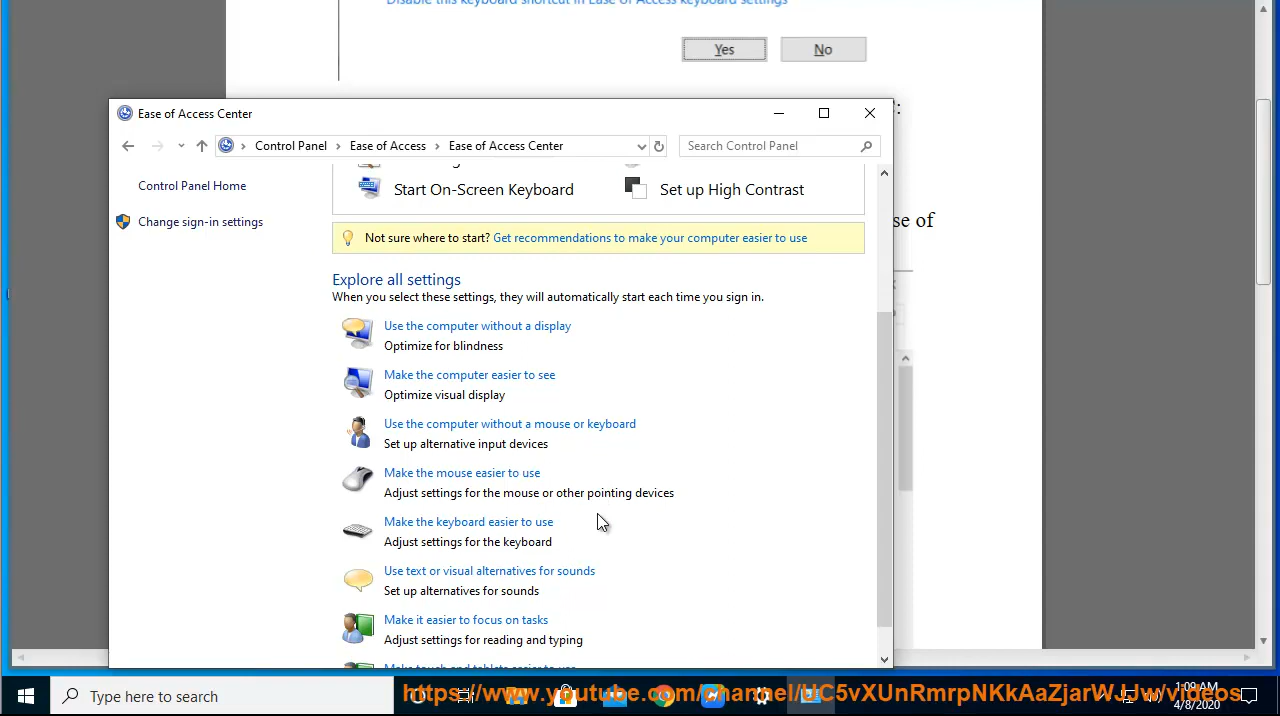 Disable this keyboard shortcut in Ease of Access keyboard settings
Yes
No
Ease of Access Center
Control Panel
Ease of Access
Ease of Access Center
Search Control Panel
Control Panel Home
Change sign-in settings
Start On-Screen Keyboard
Set up High Contrast
Not sure where to start? Get recommendations to make your computer easier to use
se of
Explore all settings
When you select these settings, they will automatically start each time you sign in.
Use the computer without a display
Optimize for blindness
Make the computer easier to see
Optimize visual display
Use the computer without a mouse or keyboard
Set up alternative input devices
Make the mouse easier to use
Adjust settings for the mouse or other pointing devices
Make the keyboard easier to use
Adjust settings for the keyboard
Use text or visual alternatives for sounds
Set up alternatives for sounds
Make it easier to focus on tasks
Adjust settings for reading and typing
Make touch and tablets easier to use
Type here to search
https://www.youtube.com/channel/UC5vXUnRmrpNKkAaZjarWJJw/videos
1:09 AM
4/8/2020